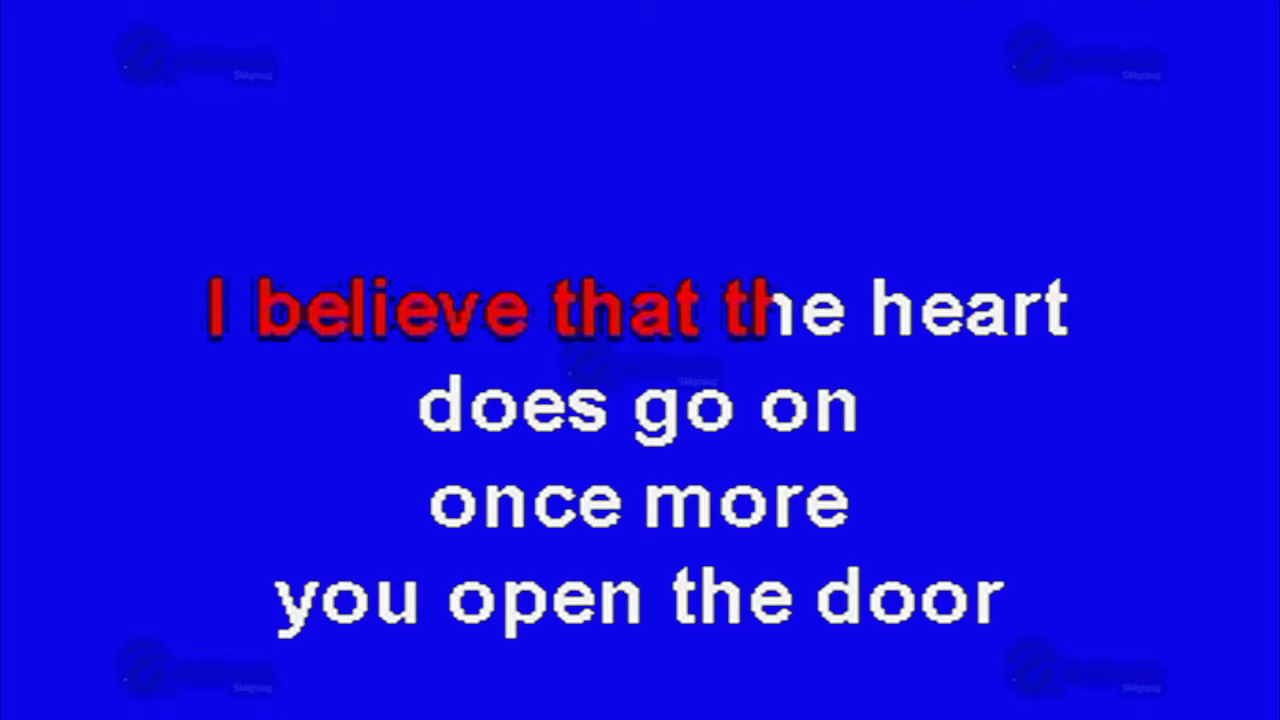 I believe that the heart
does go on
once more
you open the door